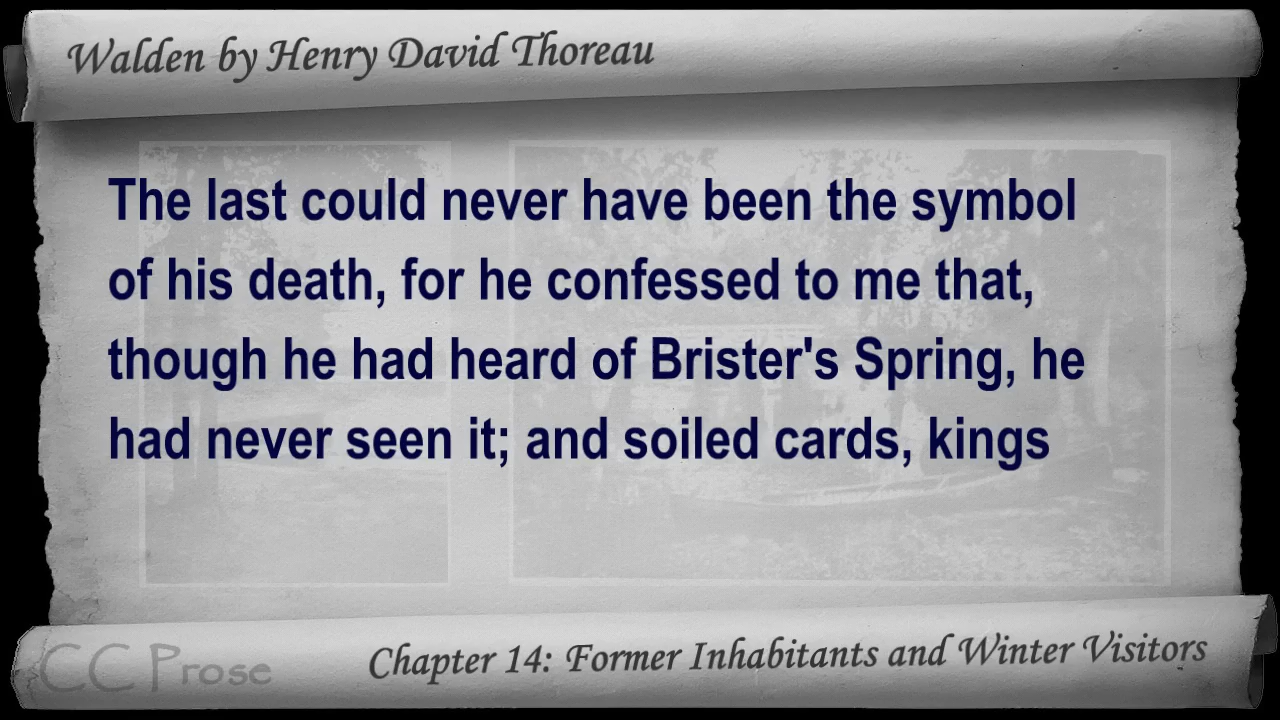 Walden by Henry David Thoreau
The last could never have been the symbol
of his death, for he confessed to me that,
though he had heard of Brister's Spring, he
had never seen it; and soiled cards, kings
CC Prose
Chapter 14: Former Inhabitants and Winter Visitors